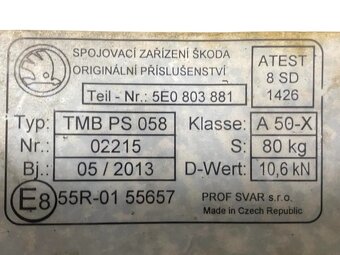 SPOJOVACÍ ZAŘÍZENÍ ŠKODA
ORIGINÁLNÍ PŘÍSLUŠENSTVÍ
Teil - Nr.: 5E0 803 881
ATEST
8 SD
1426
Typ: TMB PS 058 Klasse: A 50-X
Nr.: 02215 S: 80 kg
Bj.: 05 / 2013 D-Wert: 10,6 kN
E8 55R-01 55657 PROF SVAR s.r.o.
Made in Czech Republic